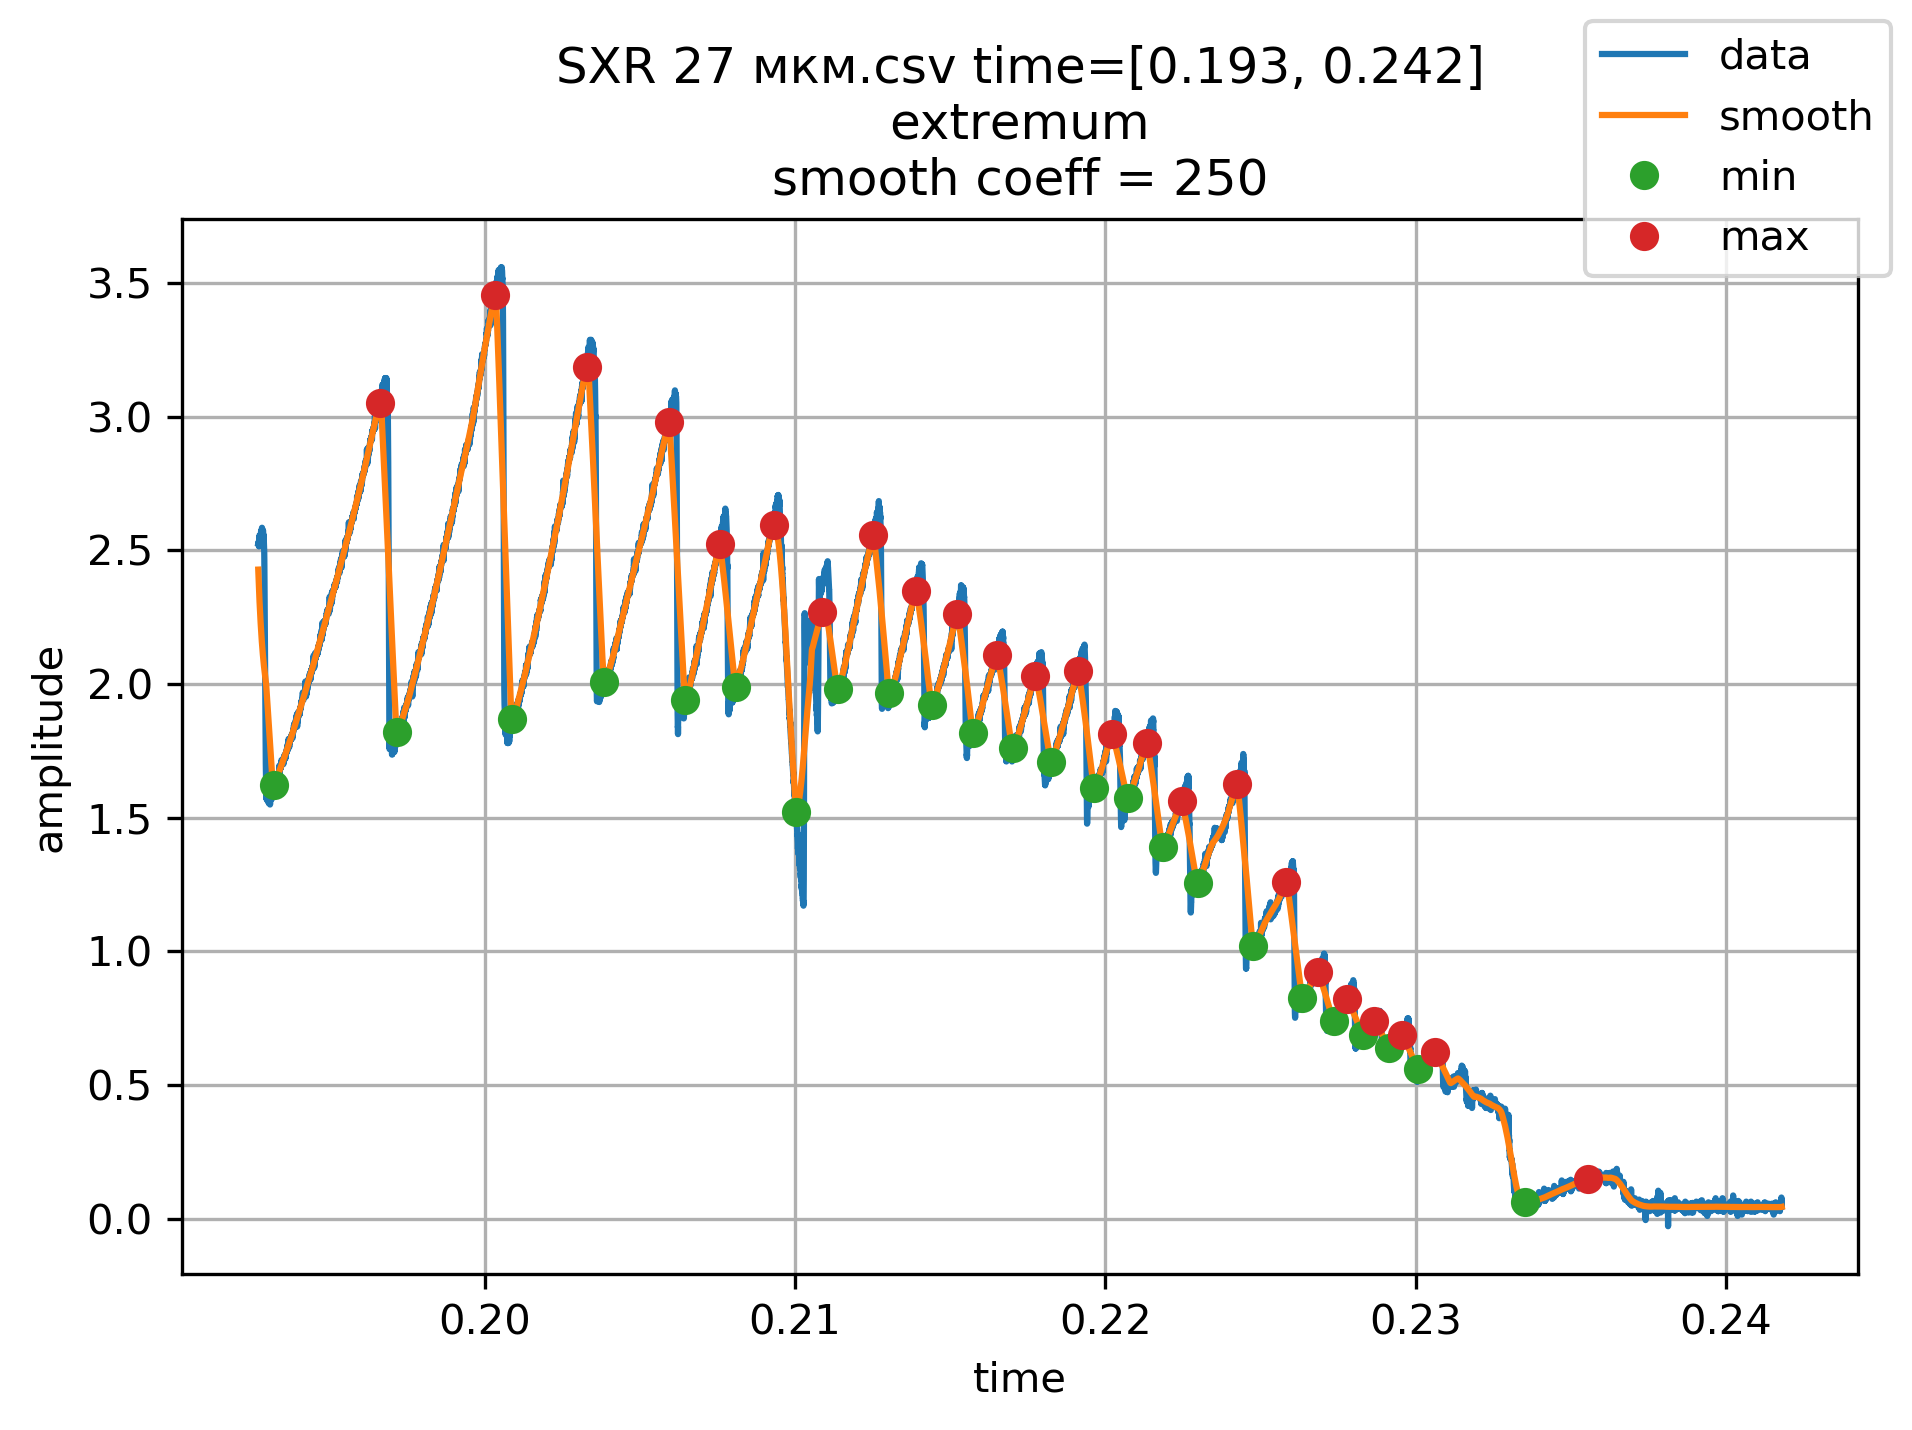 SXR 27 мкм.csv time=[0.193, 0.242]
extremum
smooth coeff = 250
data
smooth
min
max
amplitude
3.5
3.0
2.5
2.0
1.5
1.0
0.5
0.0
0.20
0.21
0.22
0.23
0.24
time